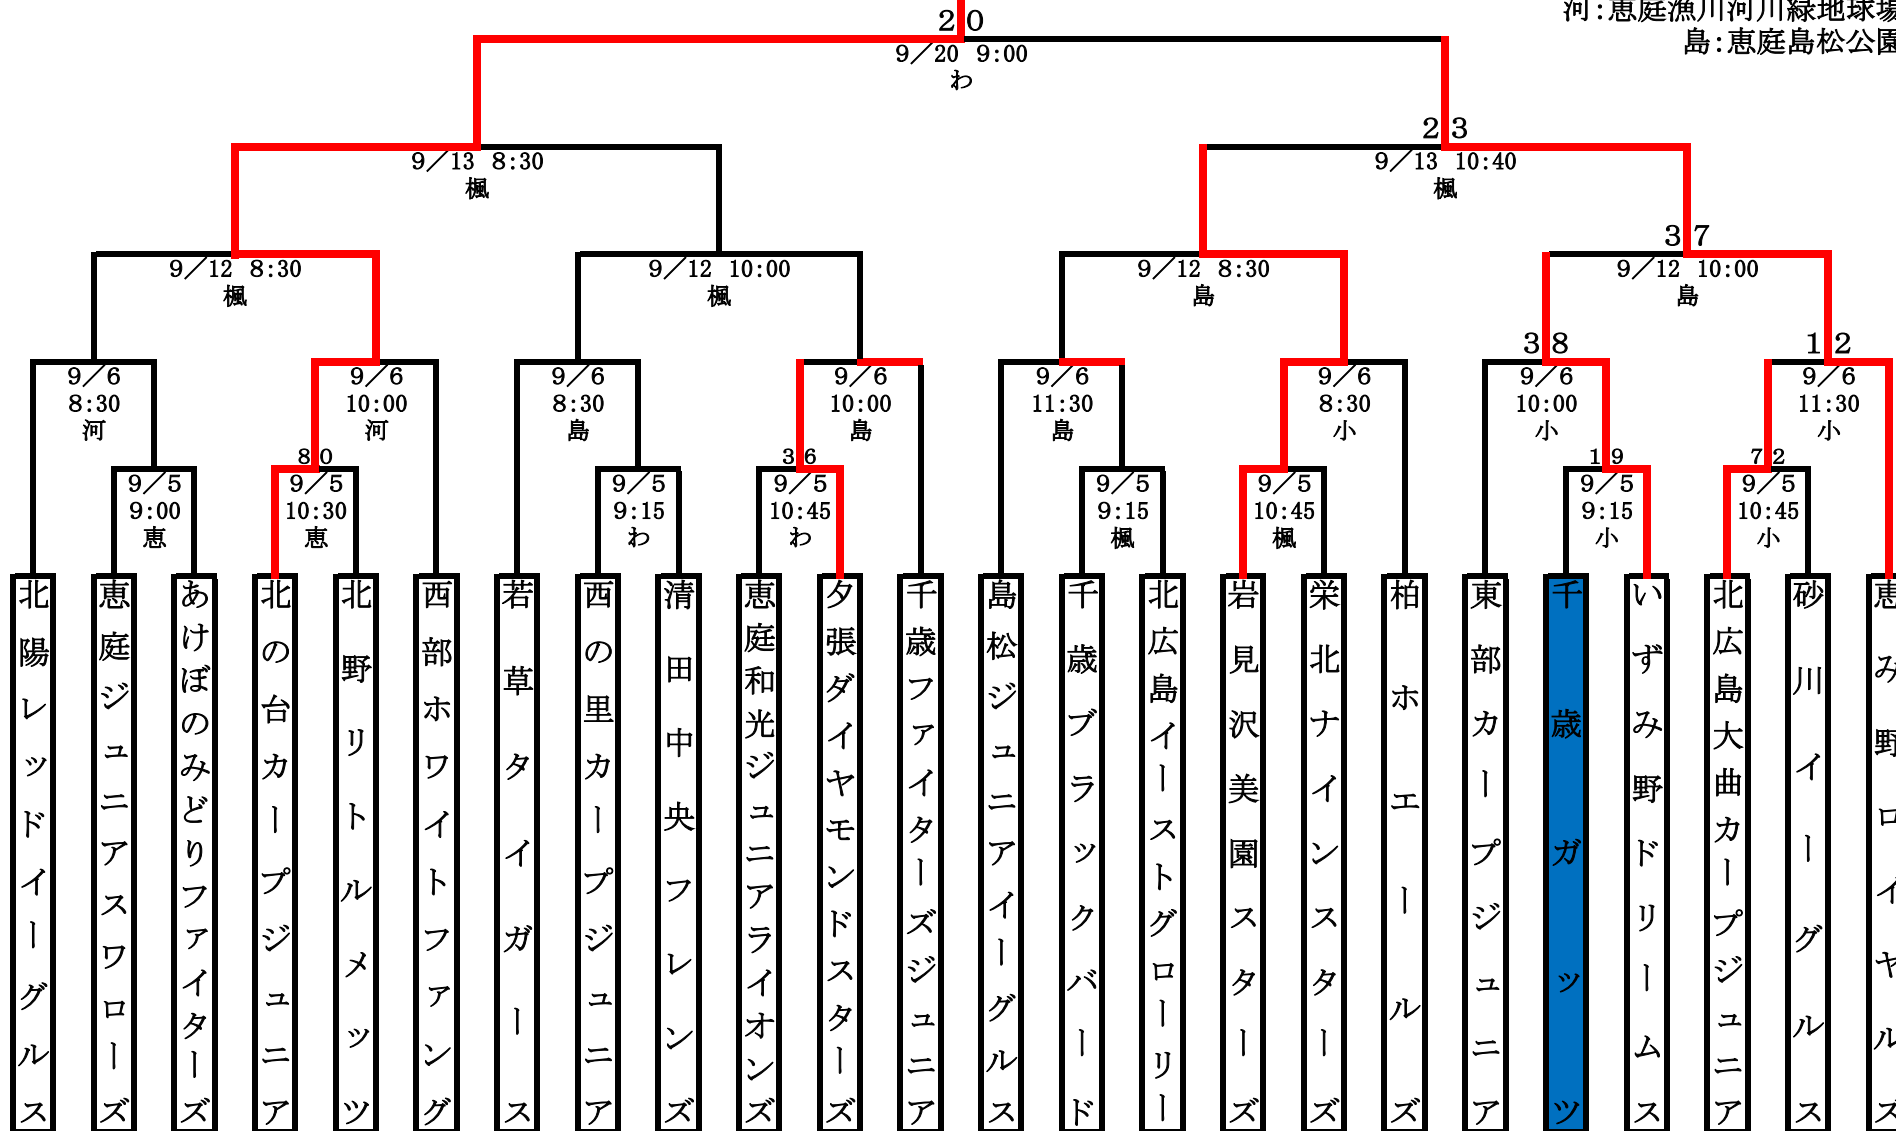 河:恵庭漁川河川緑地球場
島:恵庭島松公園
2 0
9/20 9:00
わ
2 3
9/13 8:30
楓
9/13 10:40
楓
3 7
9/12 8:30
楓
9/12 10:00
楓
9/12 8:30
島
9/12 10:00
島
3 8
1 2
9/6
8:30
河
9/6
10:00
河
9/6
8:30
島
9/6
10:00
島
9/6
11:30
島
9/6
8:30
小
9/6
10:00
小
9/6
11:30
小
8 0
3 6
1 9
7 2
9/5
9:00
恵
9/5
10:30
恵
9/5
9:15
わ
9/5
10:45
わ
9/5
9:15
楓
9/5
10:45
楓
9/5
9:15
小
9/5
10:45
小
北陽レッドイーグルス
恵庭ジュニアスワローズ
あけぼのみどりファイターズ
北の台カープジュニア
北野リトルメッツ
西部ホワイトファング
若草タイガース
西の里カープジュニア
清田中央フレンズ
恵庭和光ジュニアライオンズ
夕張ダイヤモンドスターズ
千歳ファイターズジュニア
島松ジュニアイーグルス
千歳ブラックバード
北広島イーストグローリー
岩見沢美園スターズ
栄北ナインスターズ
柏ホエールズ
東部カープジュニア
千歳ガッツ
いずみ野ドリームス
北広島大曲カープジュニア
砂川イーグルス
恵み野ロイヤルズ